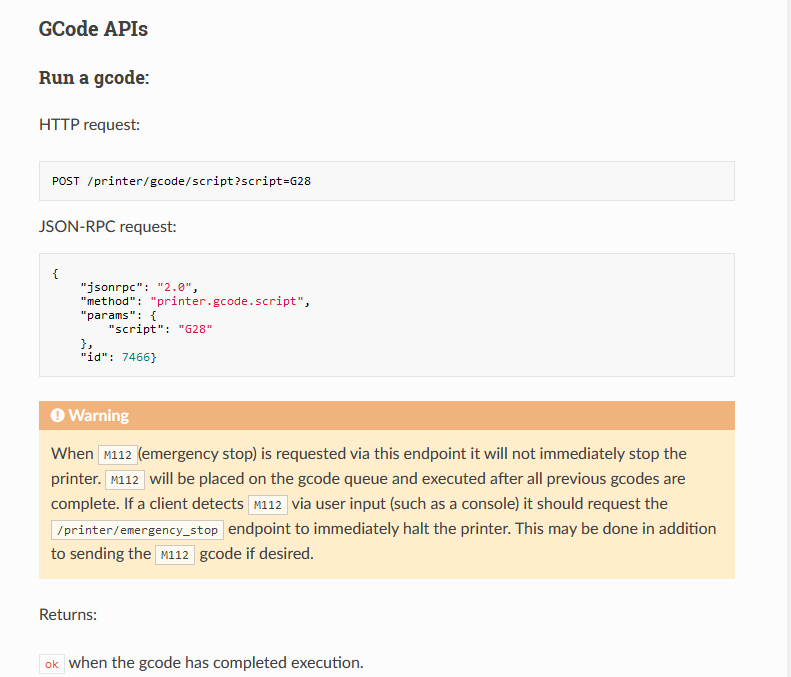 GCode APIs
Run a gcode:
HTTP request:
POST /printer/gcode/script?script=G28
JSON-RPC request:
{
    "jsonrpc": "2.0",
    "method": "printer.gcode.script",
    "params": {
        "script": "G28"
    },
    "id": 7466}
Warning
When M112(emergency stop) is requested via this endpoint it will not immediately stop the
printer. M112 will be placed on the gcode queue and executed after all previous gcodes are
complete. If a client detects M112 via user input (such as a console) it should request the
/printer/emergency_stop endpoint to immediately halt the printer. This may be done in addition
to sending the M112 gcode if desired.
Returns:
ok when the gcode has completed execution.